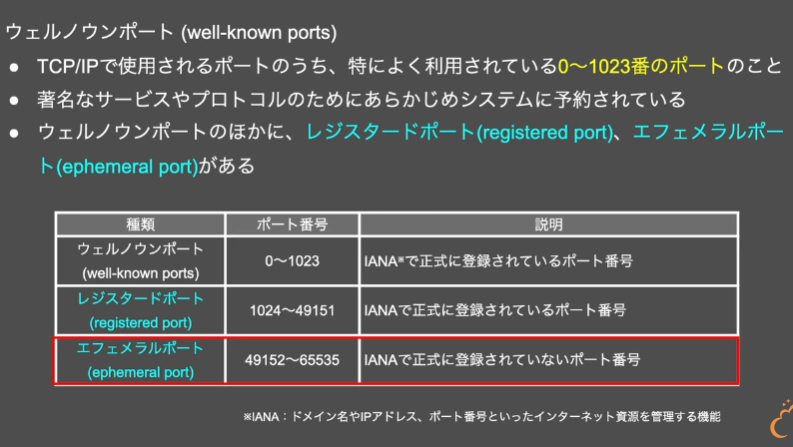 ウェルノウンポート (well-known ports)
● TCP/IPで使用されるポートのうち、特によく利用されている0〜1023番のポートのこと
● 著名なサービスやプロトコルのためにあらかじめシステムに予約されている
● ウェルノウンポートのほかに、レジスタードポート(registered port)、エフェメラルポー
ト(ephemeral port)がある
種類 ポート番号 説明
ウェルノウンポート
(well-known ports) 0〜1023 IANA※で正式に登録されているポート番号
レジスタードポート
(registered port) 1024〜49151 IANAで正式に登録されているポート番号
エフェメラルポート
(ephemeral port) 49152〜65535 IANAで正式に登録されていないポート番号
※IANA：ドメイン名やIPアドレス、ポート番号といったインターネット資源を管理する機能